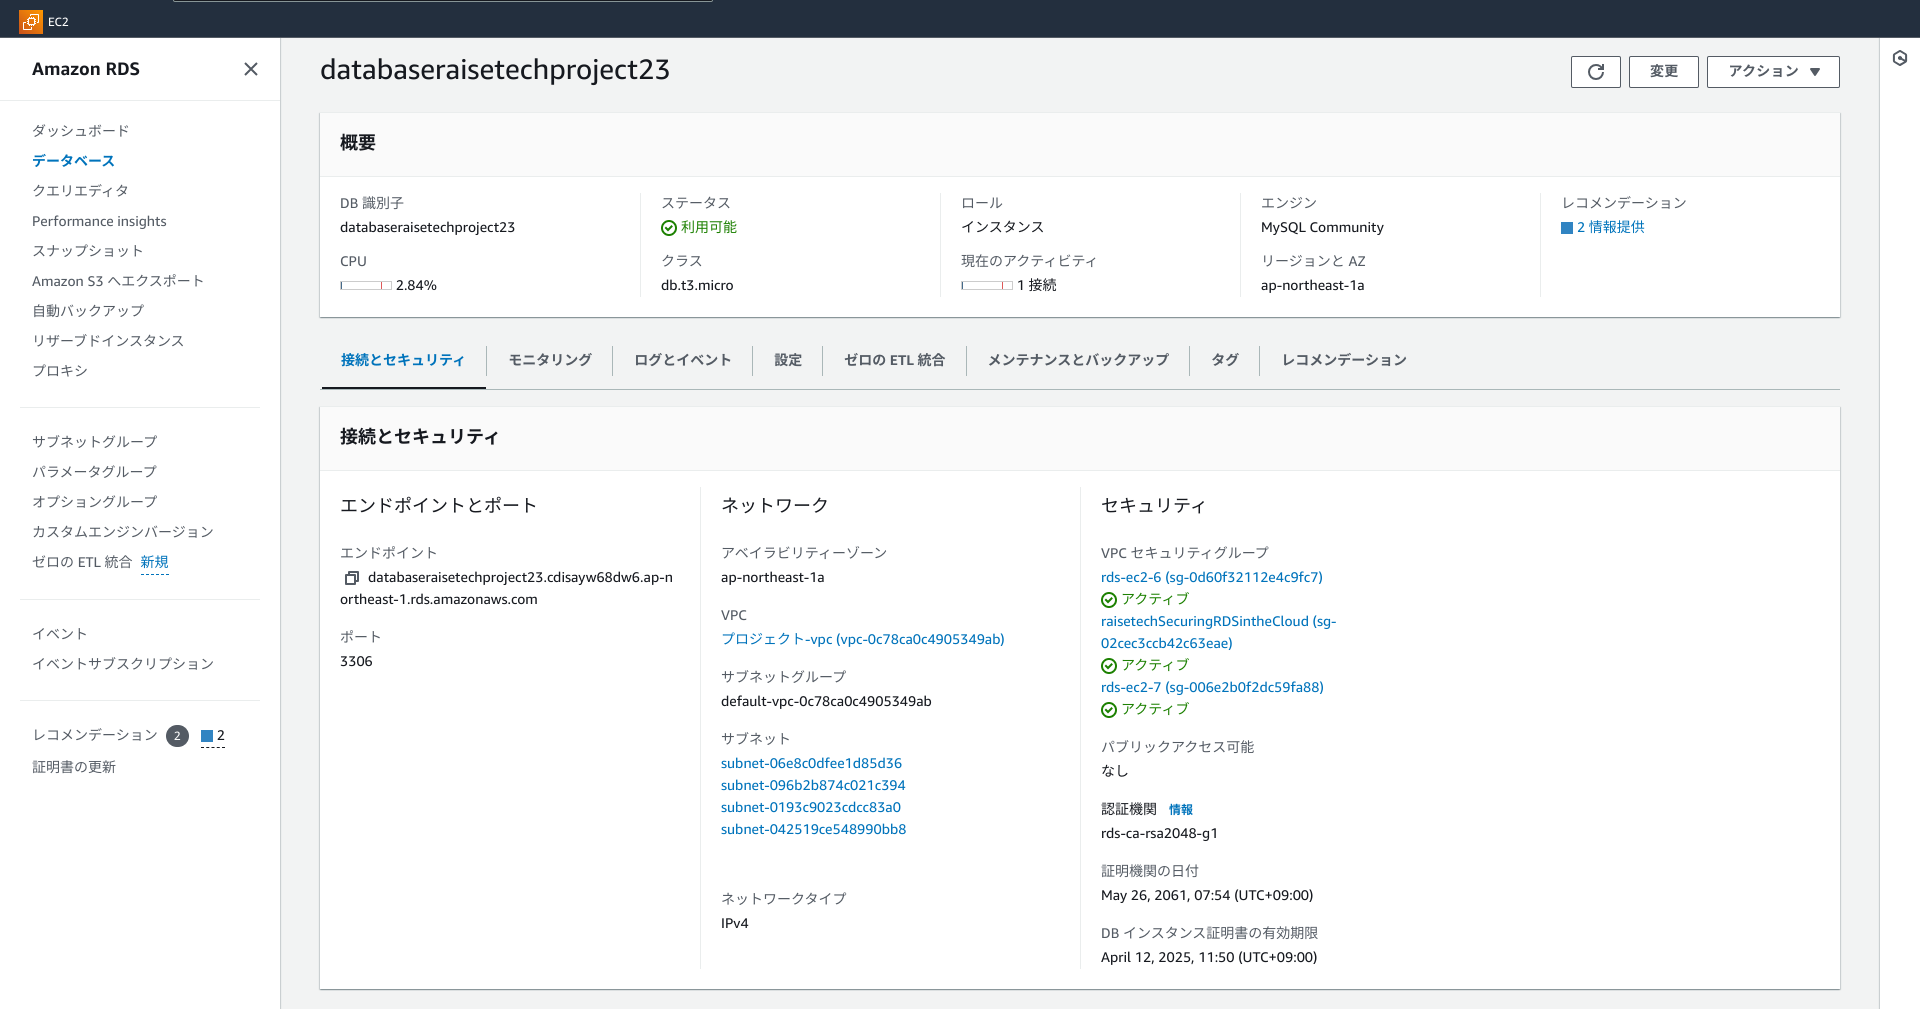 EC2
Amazon RDS
ダッシュボード
データベース
クエリエディタ
Performance insights
スナップショット
Amazon S3 へエクスポート
自動バックアップ
リザーブドインスタンス
プロキシ
サブネットグループ
パラメータグループ
オプショングループ
カスタムエンジンバージョン
ゼロの ETL 統合 新規
イベント
イベントサブスクリプション
レコメンデーション 2 2
証明書の更新
databaseraisetechproject23
変更
アクション
概要
DB 識別子
databaseraisetechproject23
CPU
2.84%
ステータス
利用可能
クラス
db.t3.micro
ロール
インスタンス
現在のアクティビティ
1 接続
エンジン
MySQL Community
リージョンと AZ
ap-northeast-1a
レコメンデーション
2 情報提供
接続とセキュリティ
モニタリング
ログとイベント
設定
ゼロの ETL 統合
メンテナンスとバックアップ
タグ
レコメンデーション
接続とセキュリティ
エンドポイントとポート
エンドポイント
databaseraisetechproject23.cdisayw68dw6.ap-n
ortheast-1.rds.amazonaws.com
ポート
3306
ネットワーク
アベイラビリティーゾーン
ap-northeast-1a
VPC
プロジェクト-vpc (vpc-0c78ca0c4905349ab)
サブネットグループ
default-vpc-0c78ca0c4905349ab
サブネット
subnet-06e8c0dfee1d85d36
subnet-096b2b874c021c394
subnet-0193c9023cdcc83a0
subnet-042519ce548990bb8
ネットワークタイプ
IPv4
セキュリティ
VPC セキュリティグループ
rds-ec2-6 (sg-0d60f32112e4c9fc7)
アクティブ
raisetechSecuringRDSintheCloud (sg-
02cec3ccb42c63eae)
アクティブ
rds-ec2-7 (sg-006e2b0f2dc59fa88)
アクティブ
パブリックアクセス可能
なし
認証機関 情報
rds-ca-rsa2048-g1
証明機関の日付
May 26, 2061, 07:54 (UTC+09:00)
DB インスタンス証明書の有効期限
April 12, 2025, 11:50 (UTC+09:00)